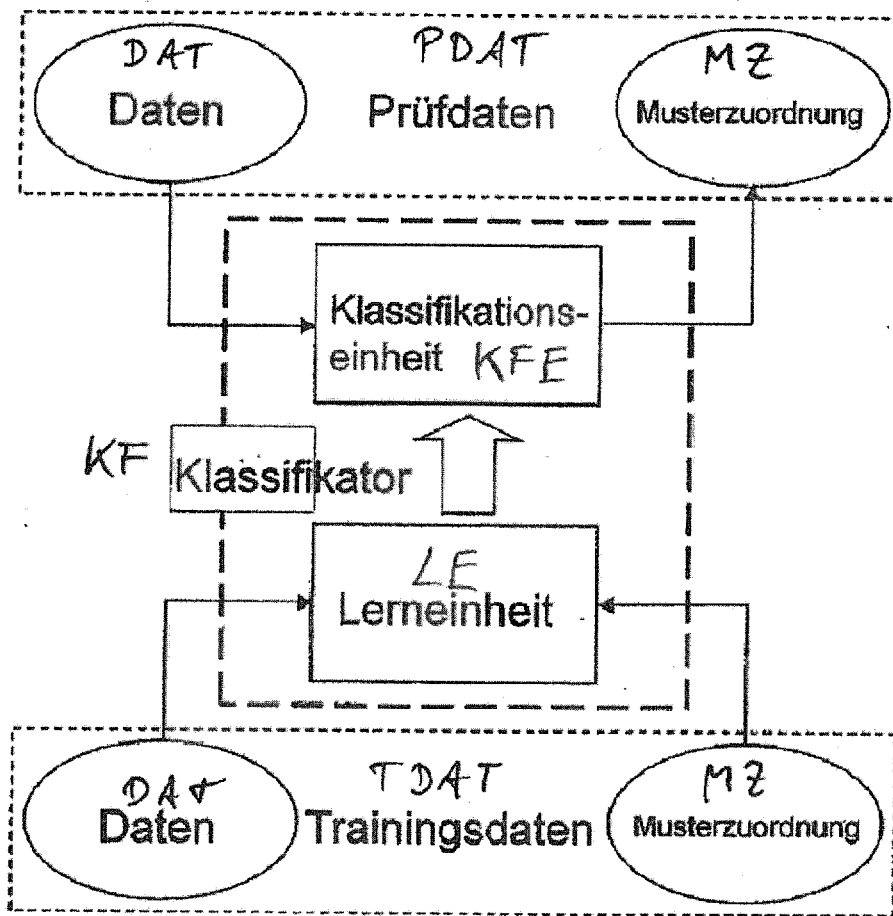 DAT
Daten
PDAT
Prüfdaten
MZ
Musterzuordnung
Klassifikations-
einheit KFE
KF
Klassifikator
LE
Lerneinheit
DAT
Daten
TDAT
Trainingsdaten
MZ
Musterzuordnung